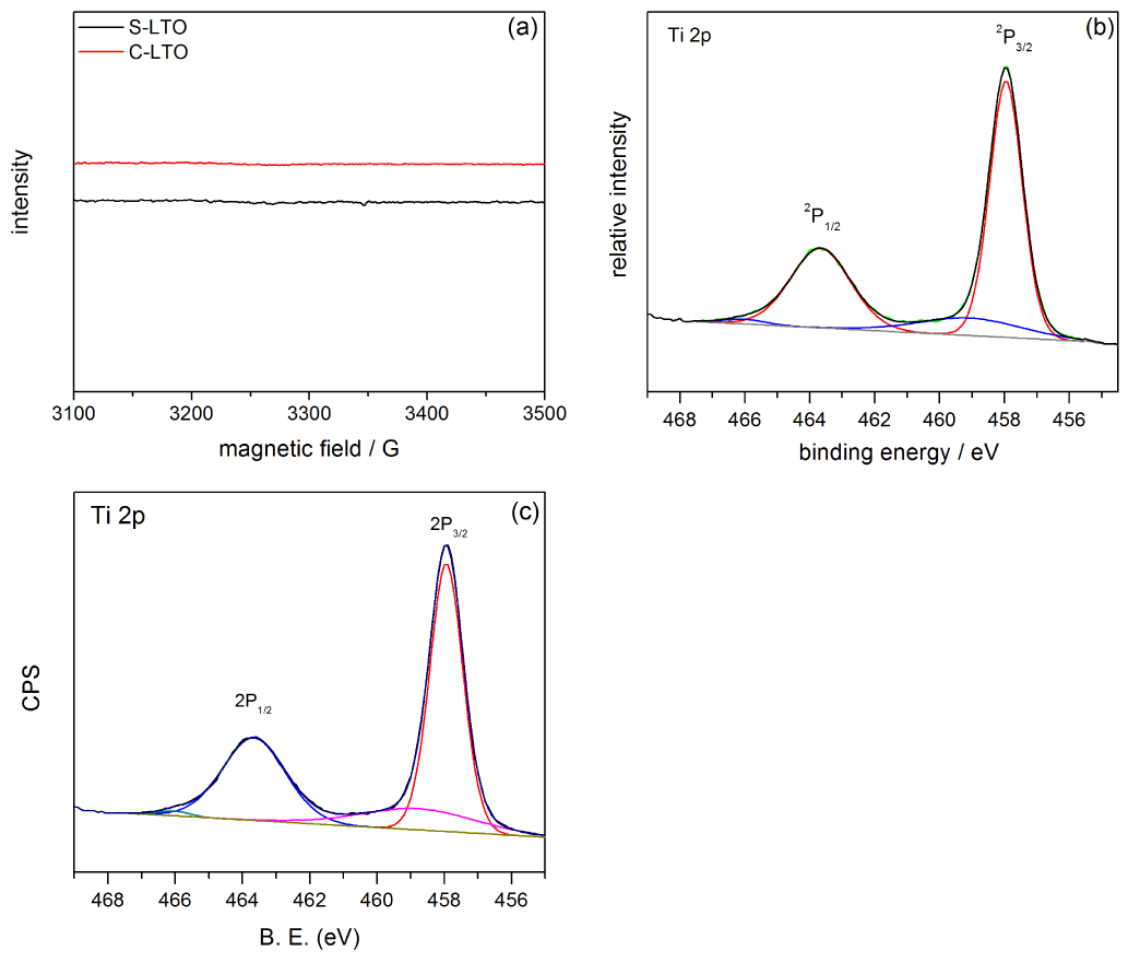 S-LTO
C-LTO
(a)
intensity
3100 3200 3300 3400 3500
magnetic field / G
Ti 2p
(b)
²P₃/₂
²P₁/₂
relative intensity
468 466 464 462 460 458 456
binding energy / eV
Ti 2p
(c)
2P₃/₂
2P₁/₂
CPS
468 466 464 462 460 458 456
B. E. (eV)